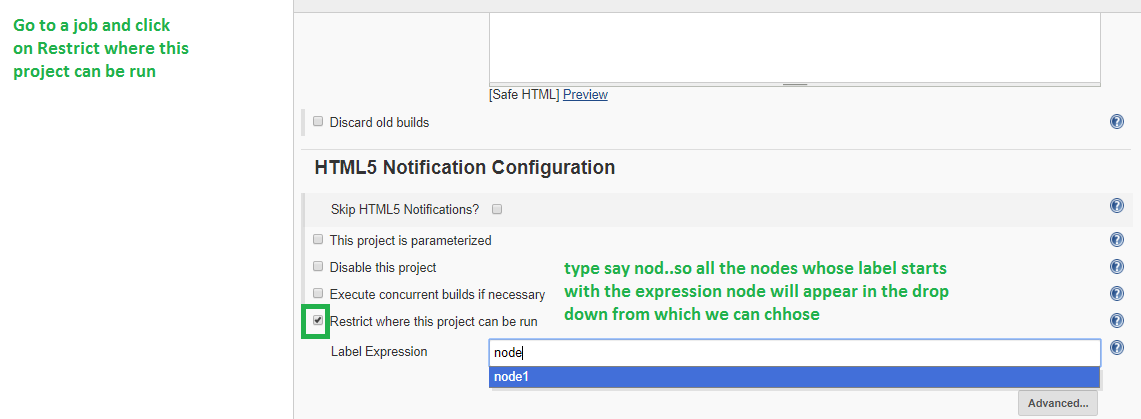 Go to a job and click
on Restrict where this
project can be run
[Safe HTML] Preview
Discard old builds
HTML5 Notification Configuration
Skip HTML5 Notifications?
This project is parameterized
Disable this project
Execute concurrent builds if necessary
type say nod..so all the nodes whose label starts
with the expression node will appear in the drop
down from which we can chhose
Restrict where this project can be run
Label Expression
node
node1
Advanced...